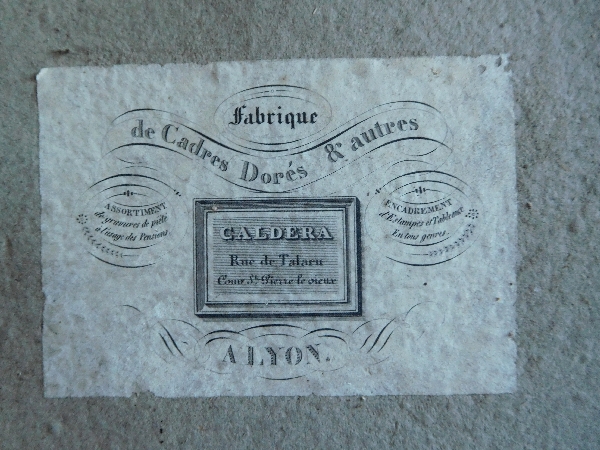 Fabrique
de Cadres Dorés & autres
ASSORTIMENT
de gravures de piété
à l'usage des Pensions
ENCADREMENT
d'Estampes et Tableaux
En tous genres.
CALDERA
Rue de Talaru
Cour St. Pierre le vieux
A LYON.